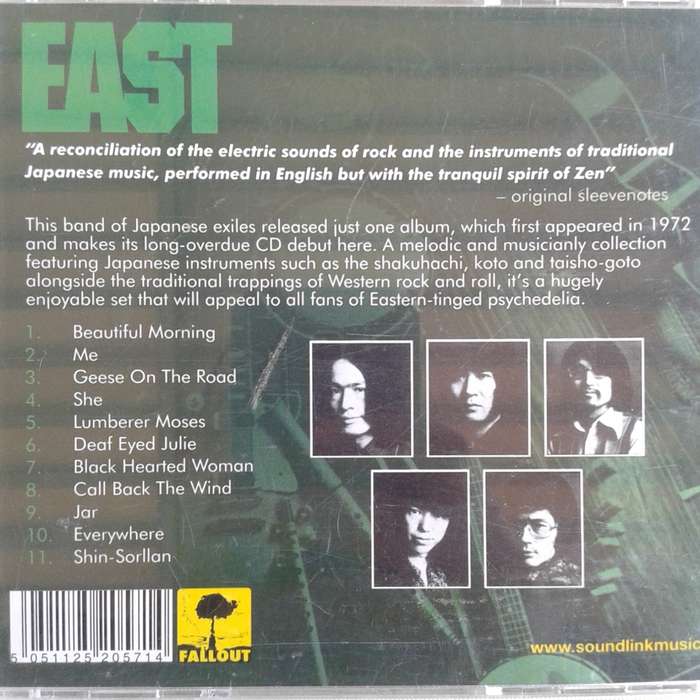 EAST
"A reconciliation of the electric sounds of rock and the instruments of traditional
Japanese music, performed in English but with the tranquil spirit of Zen"
– original sleevenotes
This band of Japanese exiles released just one album, which first appeared in 1972
and makes its long-overdue CD debut here. A melodic and musicianly collection
featuring Japanese instruments such as the shakuhachi, koto and taisho-goto
alongside the traditional trappings of Western rock and roll, it's a hugely
enjoyable set that will appeal to all fans of Eastern-tinged psychedelia.
1. Beautiful Morning
2. Me
3. Geese On The Road
4. She
5. Lumberer Moses
6. Deaf Eyed Julie
7. Black Hearted Woman
8. Call Back The Wind
9. Jar
10. Everywhere
11. Shin-Sorllan
5 051125 205714
FALLOUT
www.soundlinkmusic